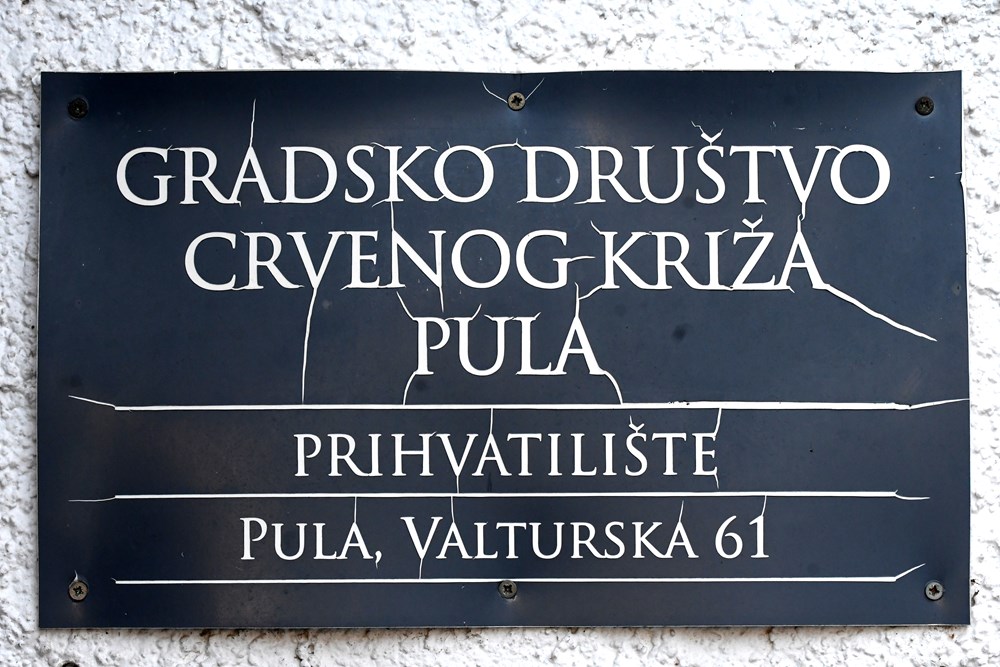 GRADSKO DRUŠTVO
CRVENOG KRIŽA
PULA
PRIHVATILIŠTE
PULA, VALTURSKA 61